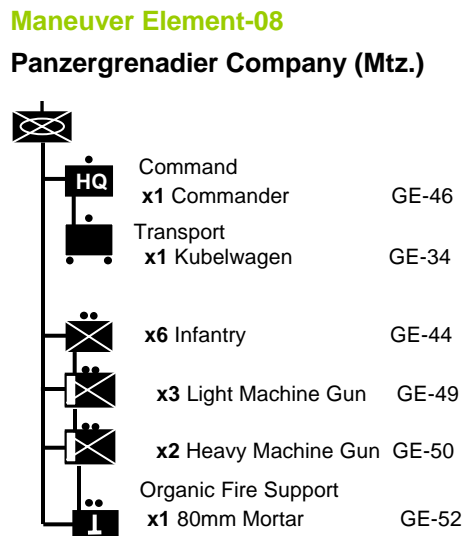 Maneuver Element-08
Panzergrenadier Company (Mtz.)
HQ
Command
x1 Commander GE-46
Transport
x1 Kubelwagen GE-34
x6 Infantry GE-44
x3 Light Machine Gun GE-49
x2 Heavy Machine Gun GE-50
Organic Fire Support
x1 80mm Mortar GE-52